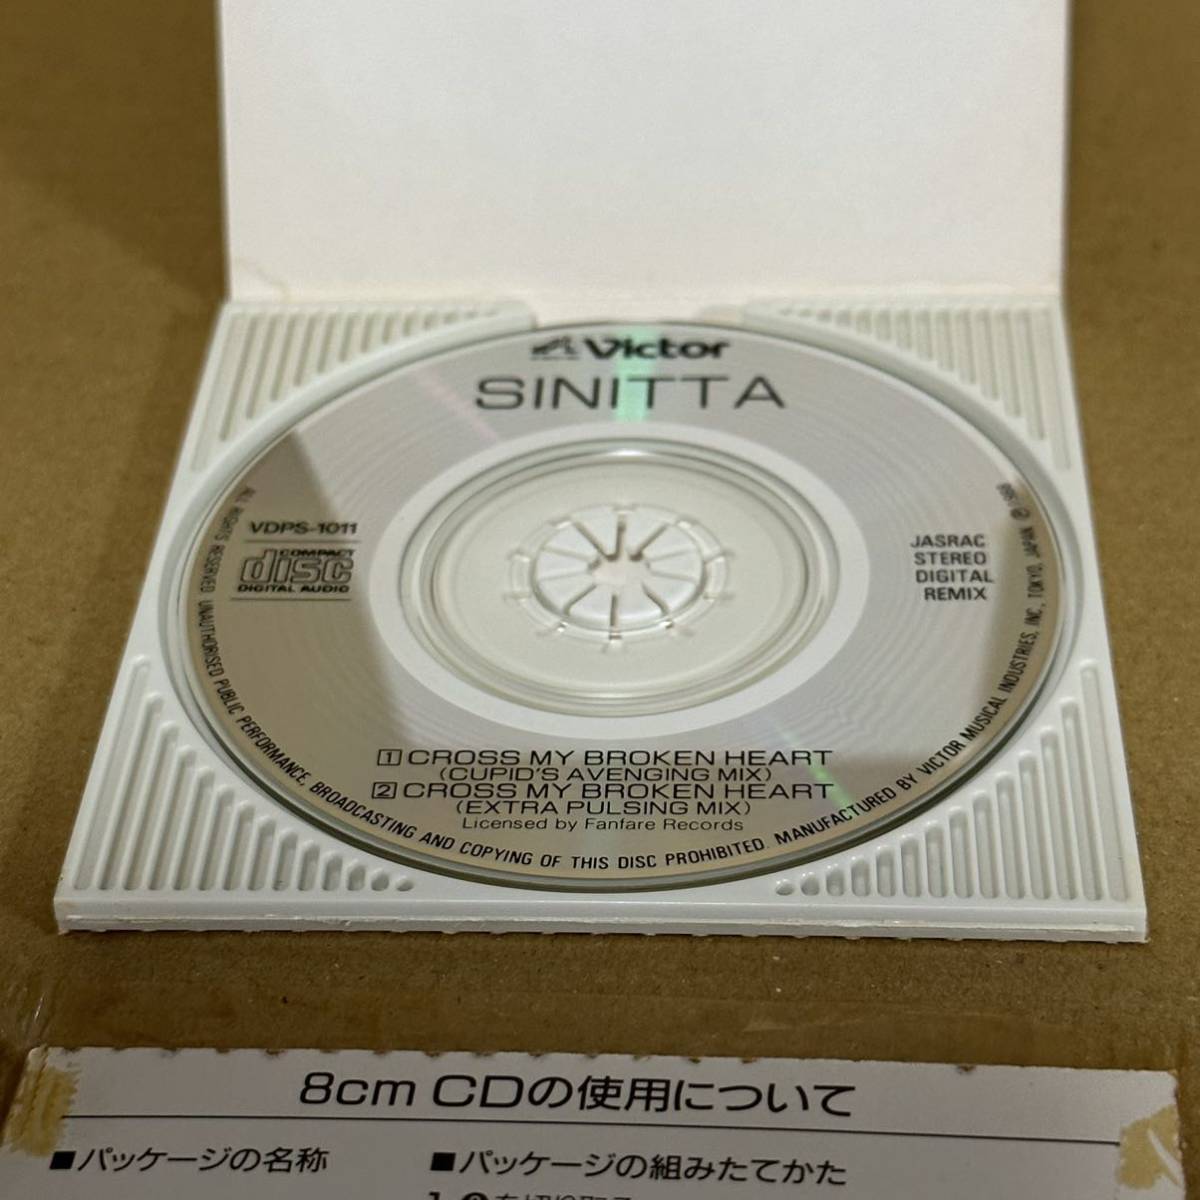 Victor
SINITTA
VDPS-1011
COMPACT
disc
DIGITAL AUDIO
JASRAC
STEREO
DIGITAL
REMIX
1 CROSS MY BROKEN HEART
(CUPID'S AVENGING MIX)
2 CROSS MY BROKEN HEART
(EXTRA PULSING MIX)
Licensed by Fanfare Records
ALL RIGHTS RESERVED. UNAUTHORISED PUBLIC PERFORMANCE, BROADCASTING AND COPYING OF THIS DISC PROHIBITED. MANUFACTURED BY VICTOR MUSICAL INDUSTRIES, INC., TOKYO, JAPAN
8cm CDの使用について
■パッケージの名称
■パッケージの組みたてかた